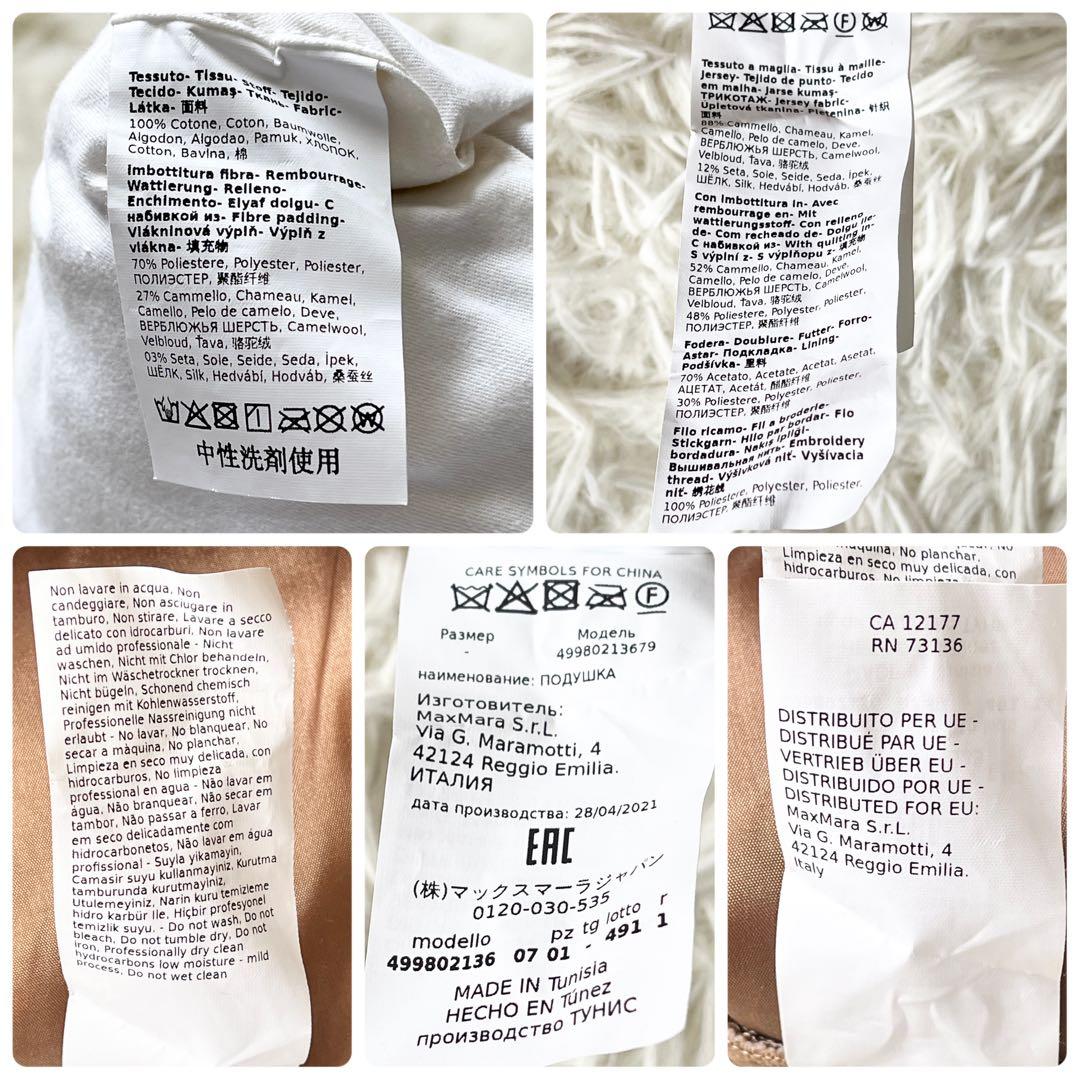 Tessuto- Tissu- Stoff- Tejido-
Tecido- Kumaş- Ткань- Fabric-
Látka- 面料
100% Cotone, Coton, Baumwolle,
Algodon, Algodao, Pamuk, ХЛОПОК,
Cotton, Bavlna, 棉
Imbottitura fibra- Rembourrage-
Wattierung- Relleno-
Enchimento- Elyaf dolgu- С
набивкой из- Fibre padding-
Vlákninová výplň- Výplň z
vlákna- 填充物
70% Poliestere, Polyester, Poliester,
ПОЛИЭСТЕР, 聚酯纤维
27% Cammello, Chameau, Kamel,
Camello, Pelo de camelo, Deve,
ВЕРБЛЮЖЬЯ ШЕРСТЬ, Camelwool,
Velbloud, Ťava, 骆驼绒
03% Seta, Soie, Seide, Seda, İpek,
ШЁЛК, Silk, Hedvábí, Hodváb, 桑蚕丝
中性洗剤使用
Tessuto a maglia- Tissu à maille-
Jersey- Tejido de punto- Tecido
em malha- Jarse kumaş-
ТРИКОТАЖ- Jersey fabric-
Úpletová tkanina- Pletenina- 针织
面料
88% Cammello, Chameau, Kamel,
Camello, Pelo de camelo, Deve,
ВЕРБЛЮЖЬЯ ШЕРСТЬ, Camelwool,
Velbloud, Ťava, 骆驼绒
12% Seta, Soie, Seide, Seda, İpek,
ШЁЛК, Silk, Hedvábí, Hodváb, 桑蚕丝
Con imbottitura in- Avec
rembourrage en- Mit
wattierungsstoff- Con relleno
de- Com recheado de- Dolgu ile-
С набивкой из- With quilting in-
S výplní z- S výplňopu z- 填充物
52% Cammello, Chameau, Kamel,
Camello, Pelo de camelo, Deve,
ВЕРБЛЮЖЬЯ ШЕРСТЬ, Camelwool,
Velbloud, Ťava, 骆驼绒
48% Poliestere, Polyester, Poliester,
ПОЛИЭСТЕР, 聚酯纤维
Fodera- Doublure- Futter- Forro-
Astar- Подкладка- Lining-
Podšívka- 里料
70% Acetato, Acetate, Acetat, Asetat,
АЦЕТАТ, Acetát, 醋酯纤维
30% Poliestere, Polyester, Poliester,
ПОЛИЭСТЕР, 聚酯纤维
Filo ricamo- Fil a broderie-
Stickgarn- Hilo par bordar- Fio
bordadura- Nakış ipliği-
Вышивальная нить- Embroidery
thread- Výšivková niť- Vyšívacia
niť- 绣花线
100% Poliestere, Polyester, Poliester,
ПОЛИЭСТЕР, 聚酯纤维
Non lavare in acqua, Non
candeggiare, Non asciugare in
tamburo, Non stirare, Lavare a secco
delicato con idrocarburi, Non lavare
ad umido professionale - Nicht
waschen, Nicht mit Chlor behandeln,
Nicht im Wäschetrockner trocknen,
Nicht bügeln, Schonend chemisch
reinigen mit Kohlenwasserstoff,
Professionelle Nassreinigung nicht
erlaubt - No lavar, No blanquear, No
secar a màquina, No planchar,
Limpieza en seco muy delicada, con
hidrocarburos, No limpieza
professional en agua - Não lavar em
água, Não branquear, Não secar em
tambor, Não passar a ferro, Lavar
em seco delicadamente com
hidrocarbonetos, Não lavar em água
profissional - Suyla yikamayin,
Camasir suyu kullanmayiniz, Kurutma
tamburunda kurutmayiniz,
Utulemeyiniz, Narin kuru temizleme
hidro karbür ile, Hiçbir profesyonel
temizlik suyu. - Do not wash, Do not
bleach, Do not tumble dry, Do not
iron, Professionally dry clean
hydrocarbons low moisture - mild
process, Do not wet clean
CARE SYMBOLS FOR CHINA
Размер Модель
- 49980213679
наименование: ПОДУШКА
Изготовитель:
MaxMara S.r.L.
Via G. Maramotti, 4
42124 Reggio Emilia.
ИТАЛИЯ
дата производства: 28/04/2021
EAC
(株)マックスマーラジャパン
0120-030-535
modello pz tg lotto r
499802136 07 01 - 491 1
MADE IN Tunisia
HECHO EN Túnez
производство ТУНИС
màquina, No planchar,
Limpieza en seco muy delicada, con
hidrocarburos, No limpieza
CA 12177
RN 73136
DISTRIBUITO PER UE -
DISTRIBUÉ PAR UE -
VERTRIEB ÜBER EU -
DISTRIBUIDO POR UE -
DISTRIBUTED FOR EU:
MaxMara S.r.L.
Via G. Maramotti, 4
42124 Reggio Emilia.
Italy